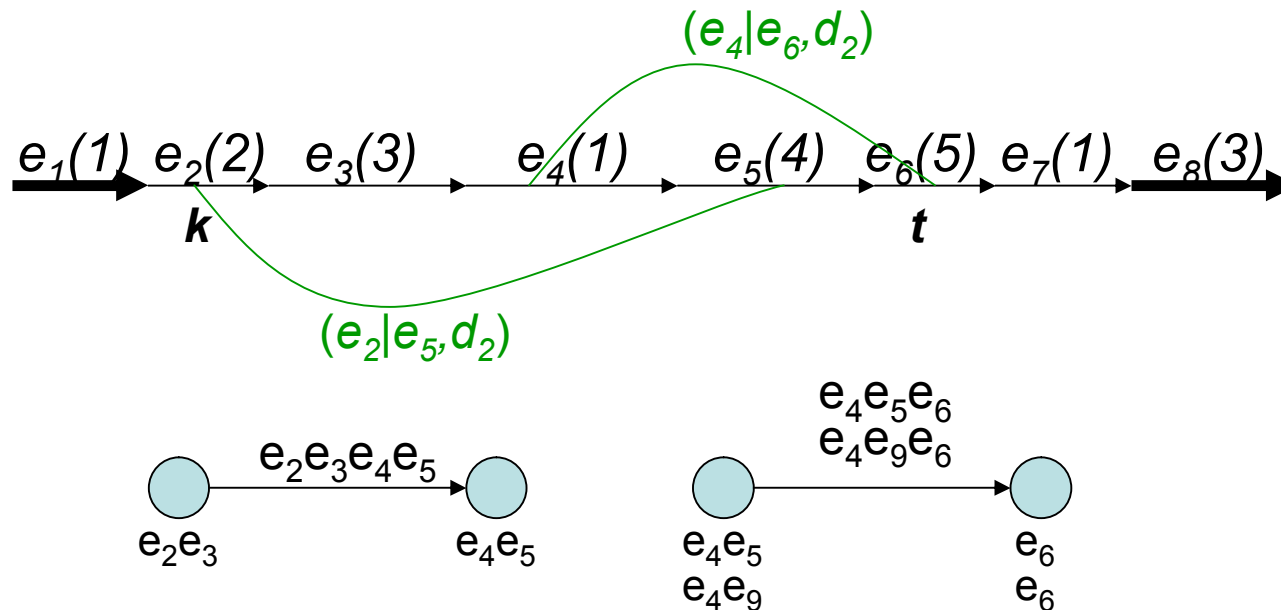 (e₄|e₆,d₂)
e₁(1) e₂(2) e₃(3) e₄(1) e₅(4) e₆(5) e₇(1) e₈(3)
k t
(e₂|e₅,d₂)
e₂e₃e₄e₅
e₄e₅e₆
e₄e₉e₆
e₂e₃ e₄e₅ e₄e₅ e₆
e₄e₉ e₆